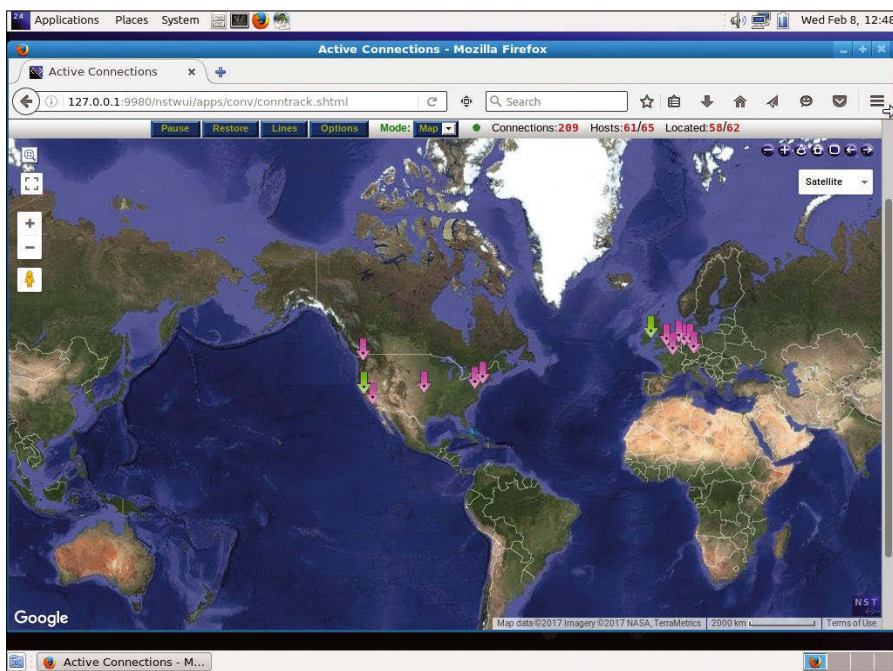 24 Applications Places System Wed Feb 8, 12:48
Active Connections - Mozilla Firefox
Active Connections
127.0.0.1:9980/nstwui/apps/conv/conntrack.shtml Search
Pause Restore Lines Options Mode: Map Connections:209 Hosts:61/65 Located:58/62
Satellite
NST
Google
Map data ©2017 Imagery ©2017 NASA, TerraMetrics 2000 km Terms of Use
Active Connections - M...